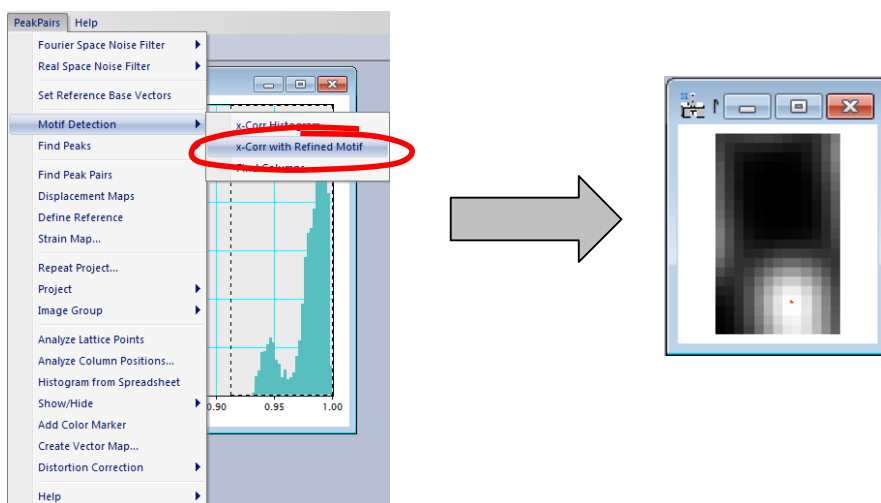 PeakPairs Help
Fourier Space Noise Filter
Real Space Noise Filter
Set Reference Base Vectors
Motif Detection
Find Peaks
Find Peak Pairs
Displacement Maps
Define Reference
Strain Map...
Repeat Project...
Project
Image Group
Analyze Lattice Points
Analyze Column Positions...
Histogram from Spreadsheet
Show/Hide
Add Color Marker
Create Vector Map...
Distortion Correction
Help
x-Corr Histogram
x-Corr with Refined Motif
Find Columns
0.90 0.95 1.00